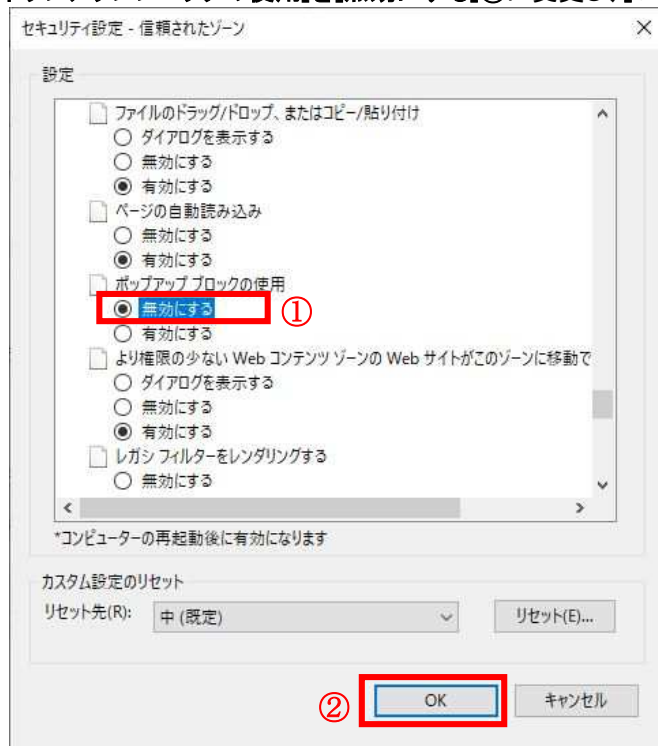 セキュリティ設定 - 信頼されたゾーン
設定
ファイルのドラッグ/ドロップ、またはコピー/貼り付け
ダイアログを表示する
無効にする
有効にする
ページの自動読み込み
無効にする
有効にする
ポップアップ ブロックの使用
無効にする ①
有効にする
より権限の少ない Web コンテンツ ゾーンの Web サイトがこのゾーンに移動で
ダイアログを表示する
無効にする
有効にする
レガシ フィルターをレンダリングする
無効にする
*コンピューターの再起動後に有効になります
カスタム設定のリセット
リセット先(R): 中 (既定) リセット(E)...
② OK キャンセル